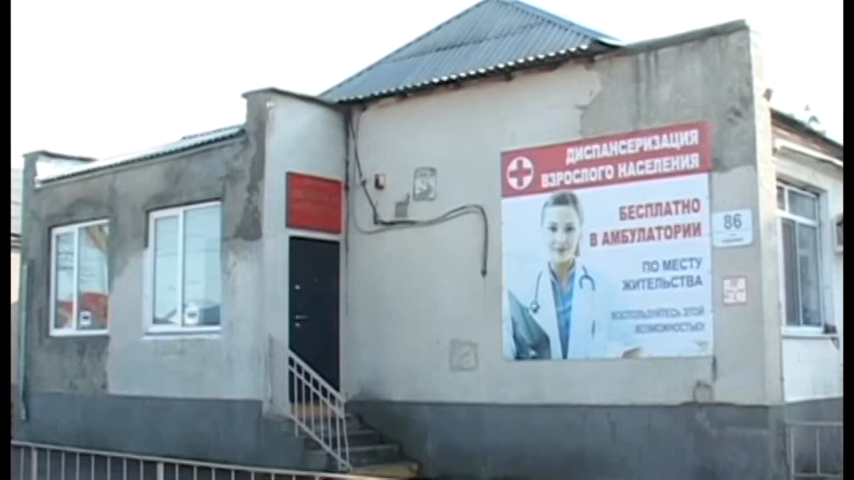 ДИСПАНСЕРИЗАЦИЯ
ВЗРОСЛОГО НАСЕЛЕНИЯ
БЕСПЛАТНО
В АМБУЛАТОРИИ
ПО МЕСТУ
ЖИТЕЛЬСТВА
ВОСПОЛЬЗУЙТЕСЬ ЭТОЙ
ВОЗМОЖНОСТЬЮ!
86